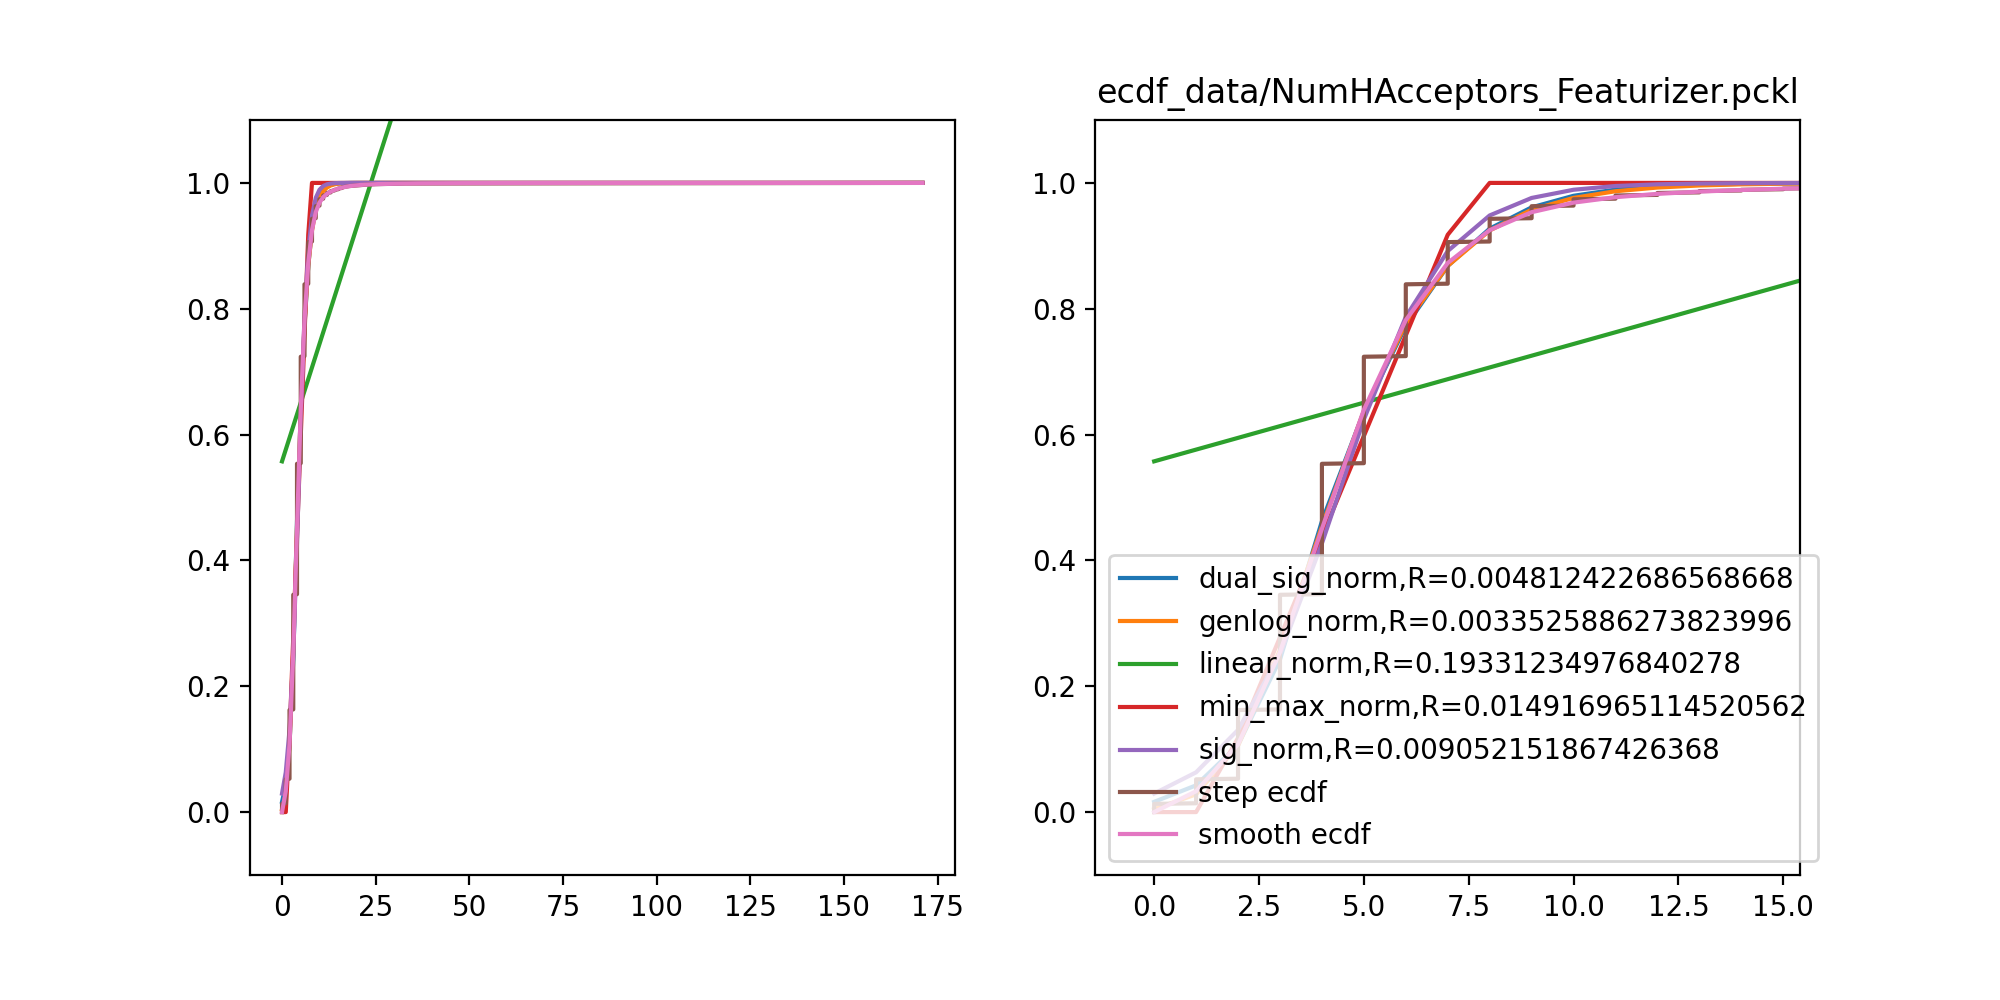 ecdf_data/NumHAcceptors_Featurizer.pckl
1.0
0.8
0.6
0.4
0.2
0.0
0 25 50 75 100 125 150 175
1.0
0.8
0.6
0.4
0.2
0.0
dual_sig_norm,R=0.004812422686568668
genlog_norm,R=0.0033525886273823996
linear_norm,R=0.19331234976840278
min_max_norm,R=0.014916965114520562
sig_norm,R=0.009052151867426368
step ecdf
smooth ecdf
0.0 2.5 5.0 7.5 10.0 12.5 15.0